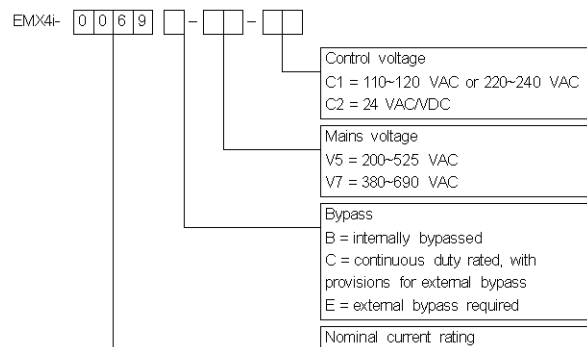 EMX4i- 0 0 6 9 - -
Control voltage
C1 = 110~120 VAC or 220~240 VAC
C2 = 24 VAC/VDC
Mains voltage
V5 = 200~525 VAC
V7 = 380~690 VAC
Bypass
B = internally bypassed
C = continuous duty rated, with
provisions for external bypass
E = external bypass required
Nominal current rating